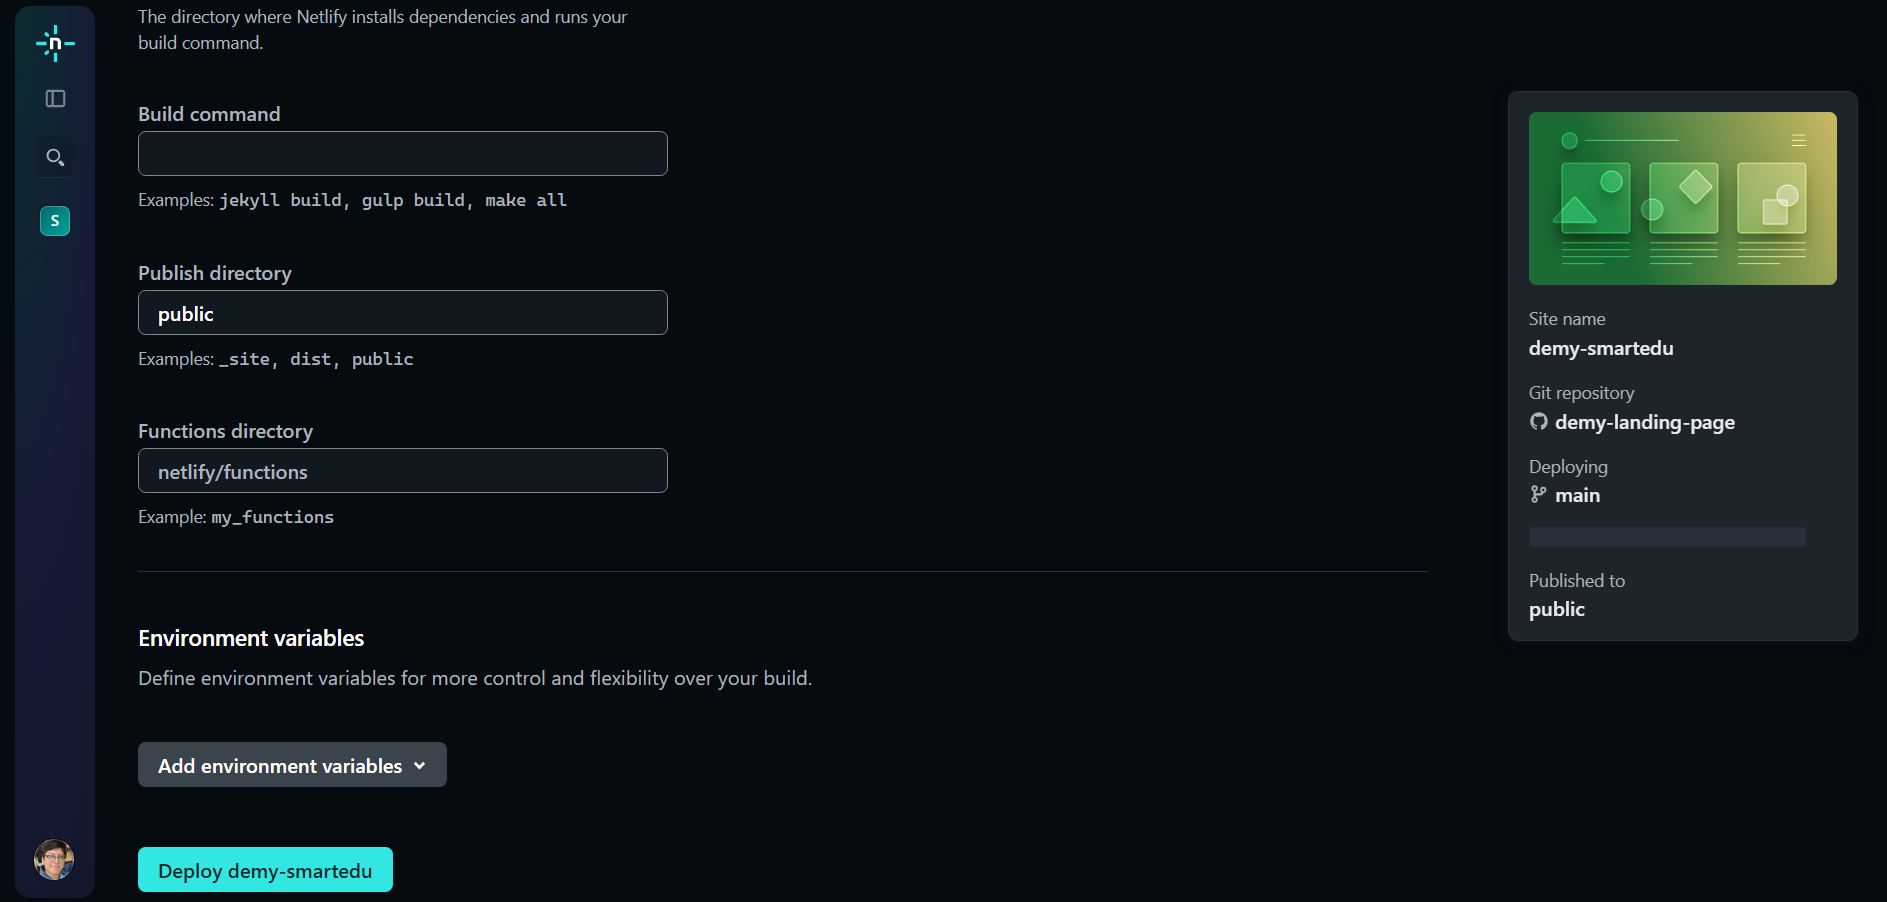 The directory where Netlify installs dependencies and runs your
build command.
Build command
Examples: jekyll build, gulp build, make all
Publish directory
public
Examples: _site, dist, public
Functions directory
netlify/functions
Example: my_functions
Environment variables
Define environment variables for more control and flexibility over your build.
Add environment variables
Deploy demy-smartedu
n
S
Site name
demy-smartedu
Git repository
demy-landing-page
Deploying
main
Published to
public